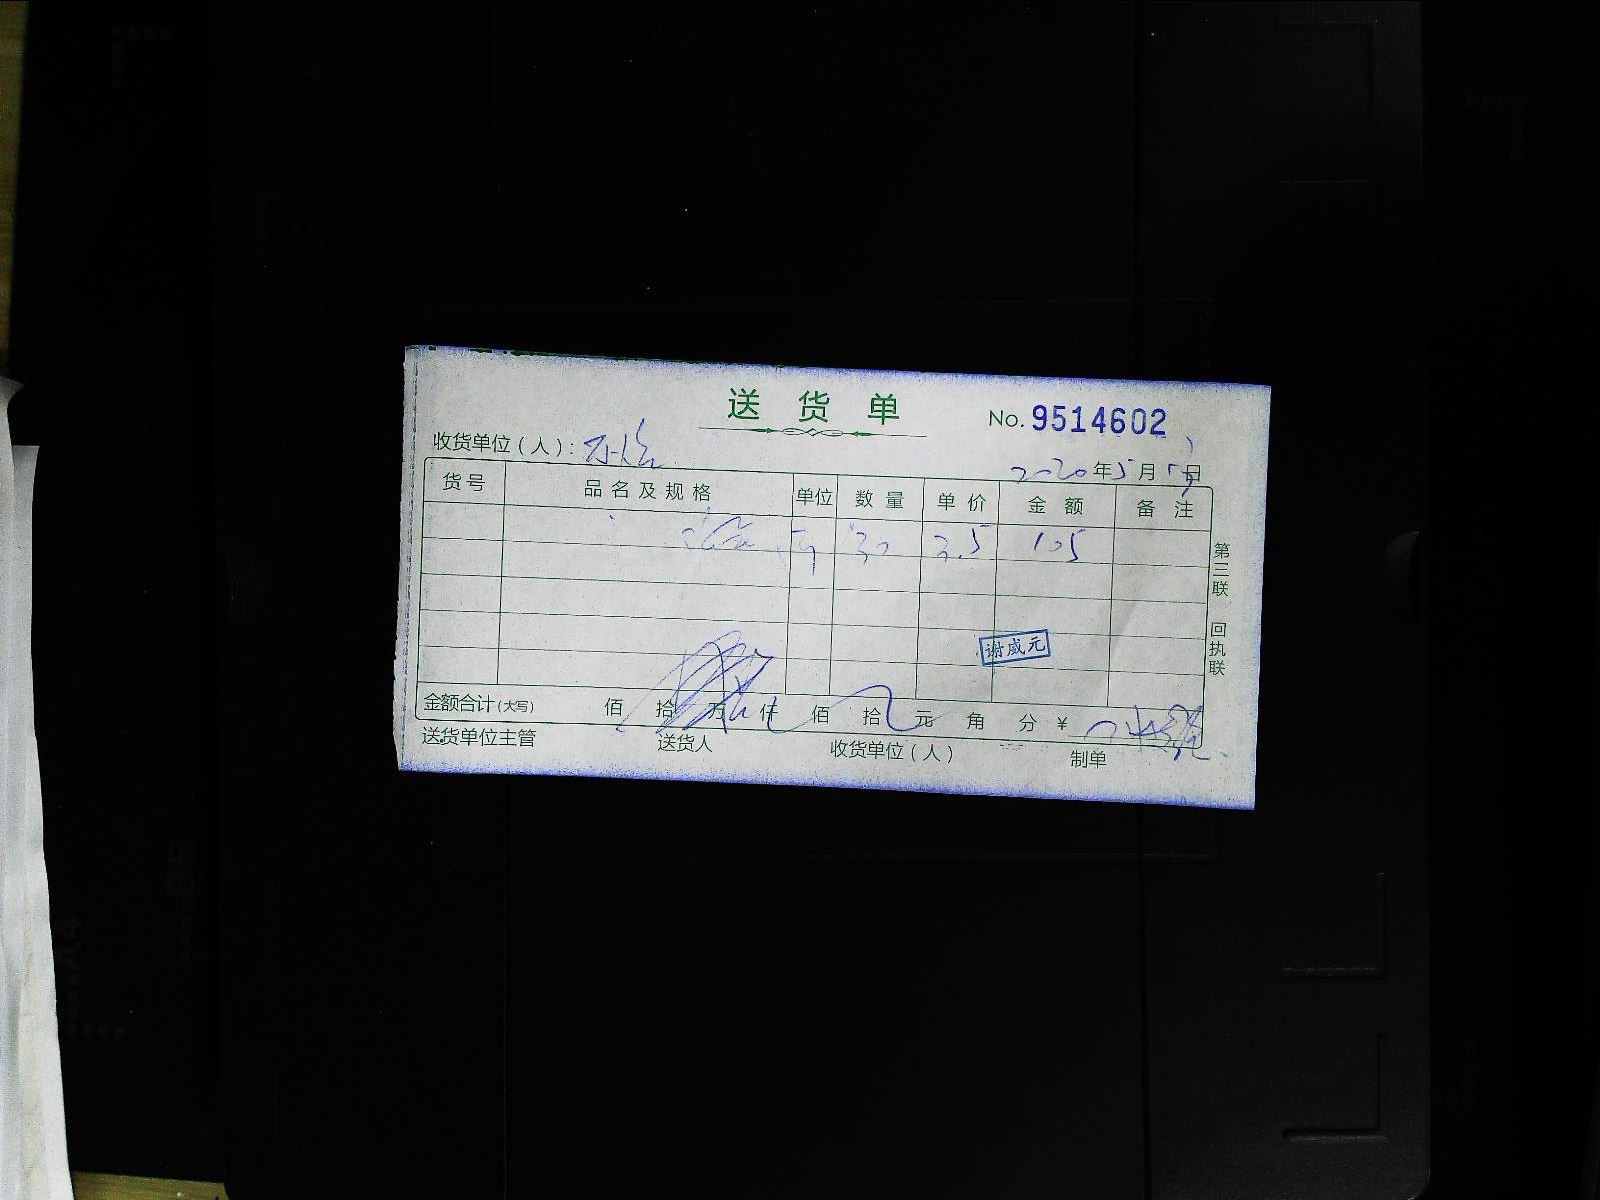 送货单
No. 9514602
收货单位(人):
2020年5月 日
货号 品名及规格 单位 数量 单价 金额 备注
30 3.5 105
谢威元
金额合计(大写) 佰 拾 万 仟 佰 拾 元 角 分 ¥
送货单位主管 送货人 收货单位(人) 制单
第三联 回执联